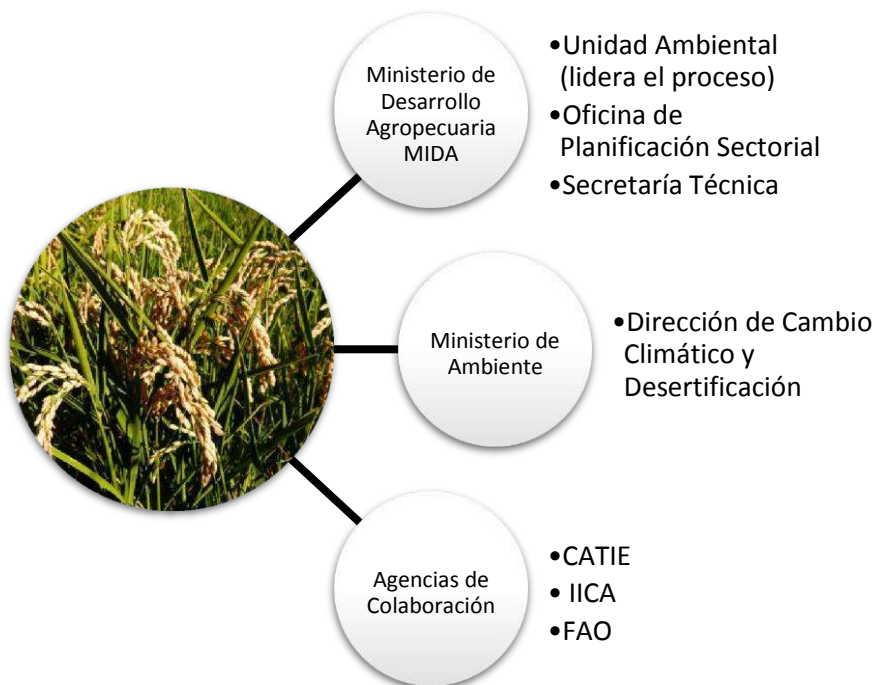 Ministerio de
Desarrollo
Agropecuaria
MIDA
•Unidad Ambiental
(lidera el proceso)
•Oficina de
Planificación Sectorial
•Secretaría Técnica
Ministerio de
Ambiente
•Dirección de Cambio
Climático y
Desertificación
Agencias de
Colaboración
•CATIE
• IICA
•FAO